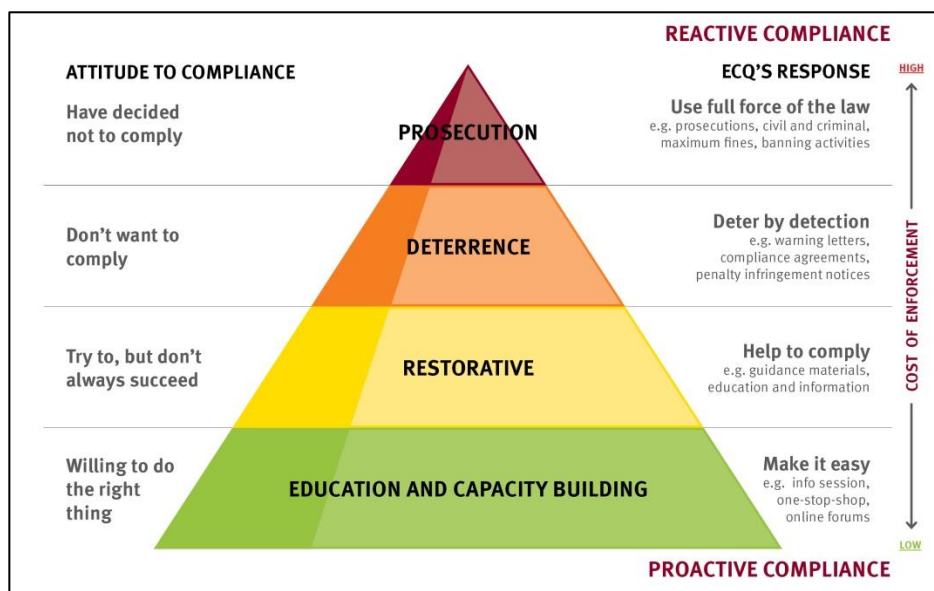 REACTIVE COMPLIANCE
ATTITUDE TO COMPLIANCE
ECQ'S RESPONSE
HIGH
Have decided
not to comply
PROSECUTION
Use full force of the law
e.g. prosecutions, civil and criminal,
maximum fines, banning activities
Don't want to
comply
DETERRENCE
Deter by detection
e.g. warning letters,
compliance agreements,
penalty infringement notices
COST OF ENFORCEMENT
Try to, but don't
always succeed
RESTORATIVE
Help to comply
e.g. guidance materials,
education and information
Willing to do
the right
thing
EDUCATION AND CAPACITY BUILDING
Make it easy
e.g. info session,
one-stop-shop,
online forums
LOW
PROACTIVE COMPLIANCE